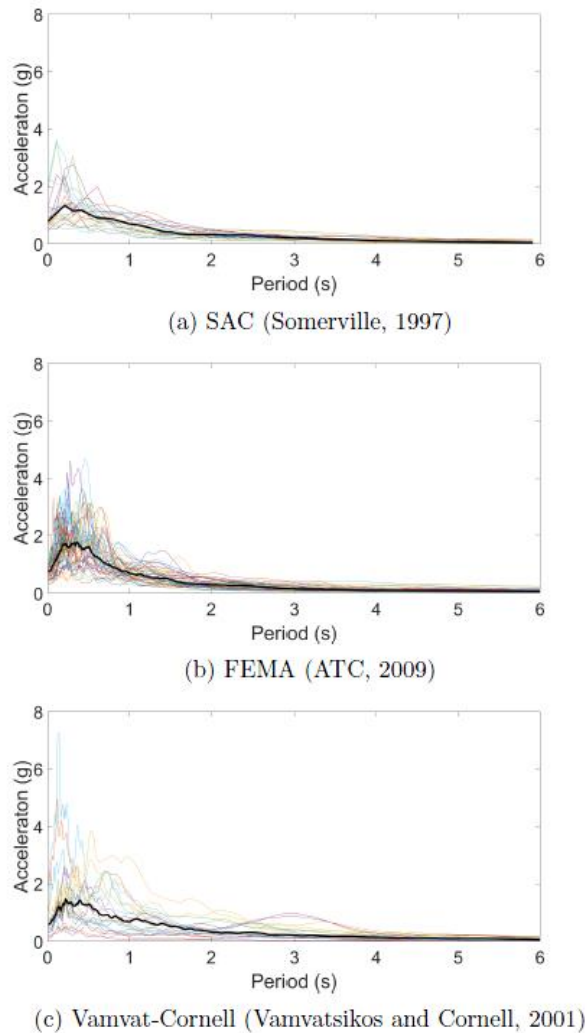 8
6
4
2
0
Acceleraton (g)
0 1 2 3 4 5 6
Period (s)
(a) SAC (Somerville, 1997)
8
6
4
2
0
Acceleraton (g)
0 1 2 3 4 5 6
Period (s)
(b) FEMA (ATC, 2009)
8
6
4
2
0
Acceleraton (g)
0 1 2 3 4 5 6
Period (s)
(c) Vamvat-Cornell (Vamvatsikos and Cornell, 2001)